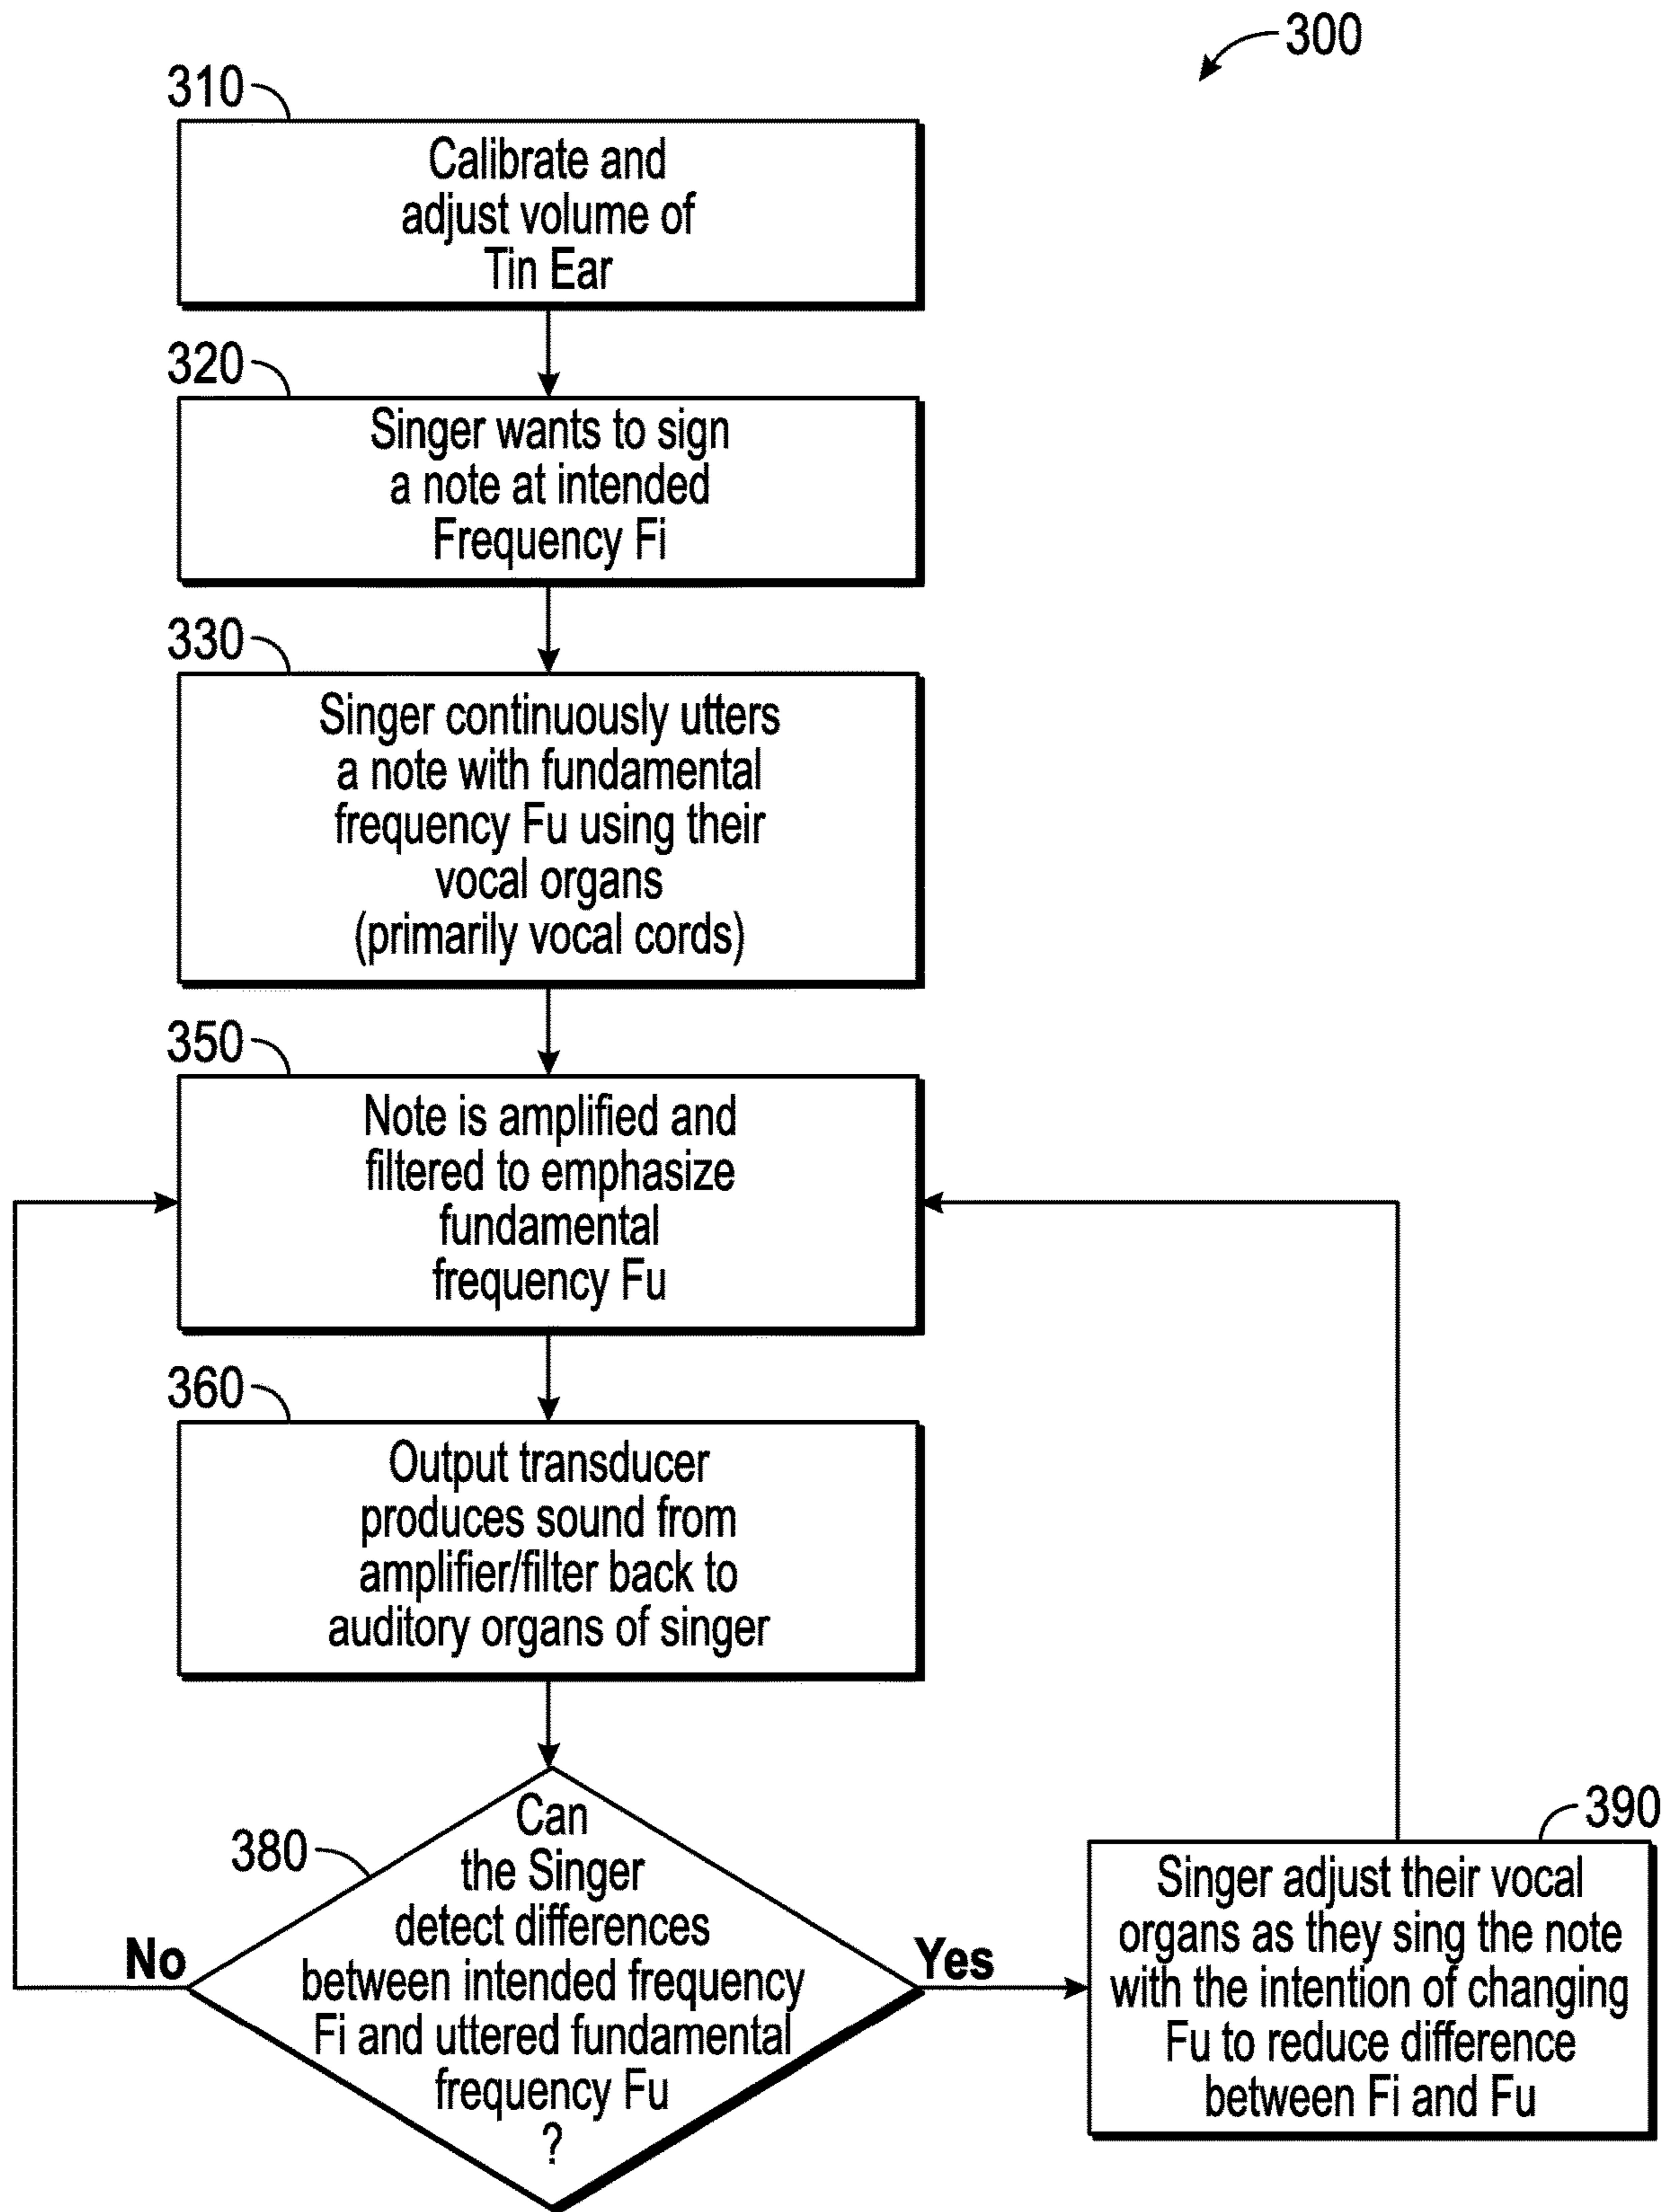 300
310
Calibrate and
adjust volume of
Tin Ear
320
Singer wants to sign
a note at intended
Frequency Fi
330
Singer continuously utters
a note with fundamental
frequency Fu using their
vocal organs
(primarily vocal cords)
350
Note is amplified and
filtered to emphasize
fundamental
frequency Fu
360
Output transducer
produces sound from
amplifier/filter back to
auditory organs of singer
380
Can
the Singer
detect differences
between intended frequency
Fi and uttered fundamental
frequency Fu
?
No
Yes
390
Singer adjust their vocal
organs as they sing the note
with the intention of changing
Fu to reduce difference
between Fi and Fu